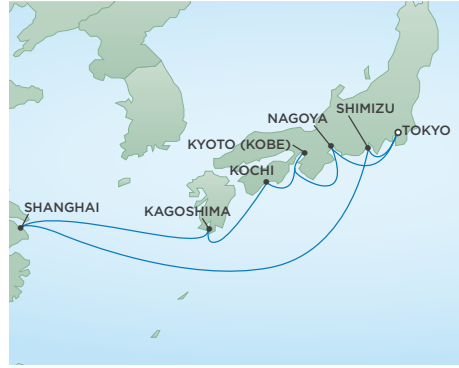 SHIMIZU
NAGOYA
TOKYO
KYOTO (KOBE)
KOCHI
SHANGHAI
KAGOSHIMA